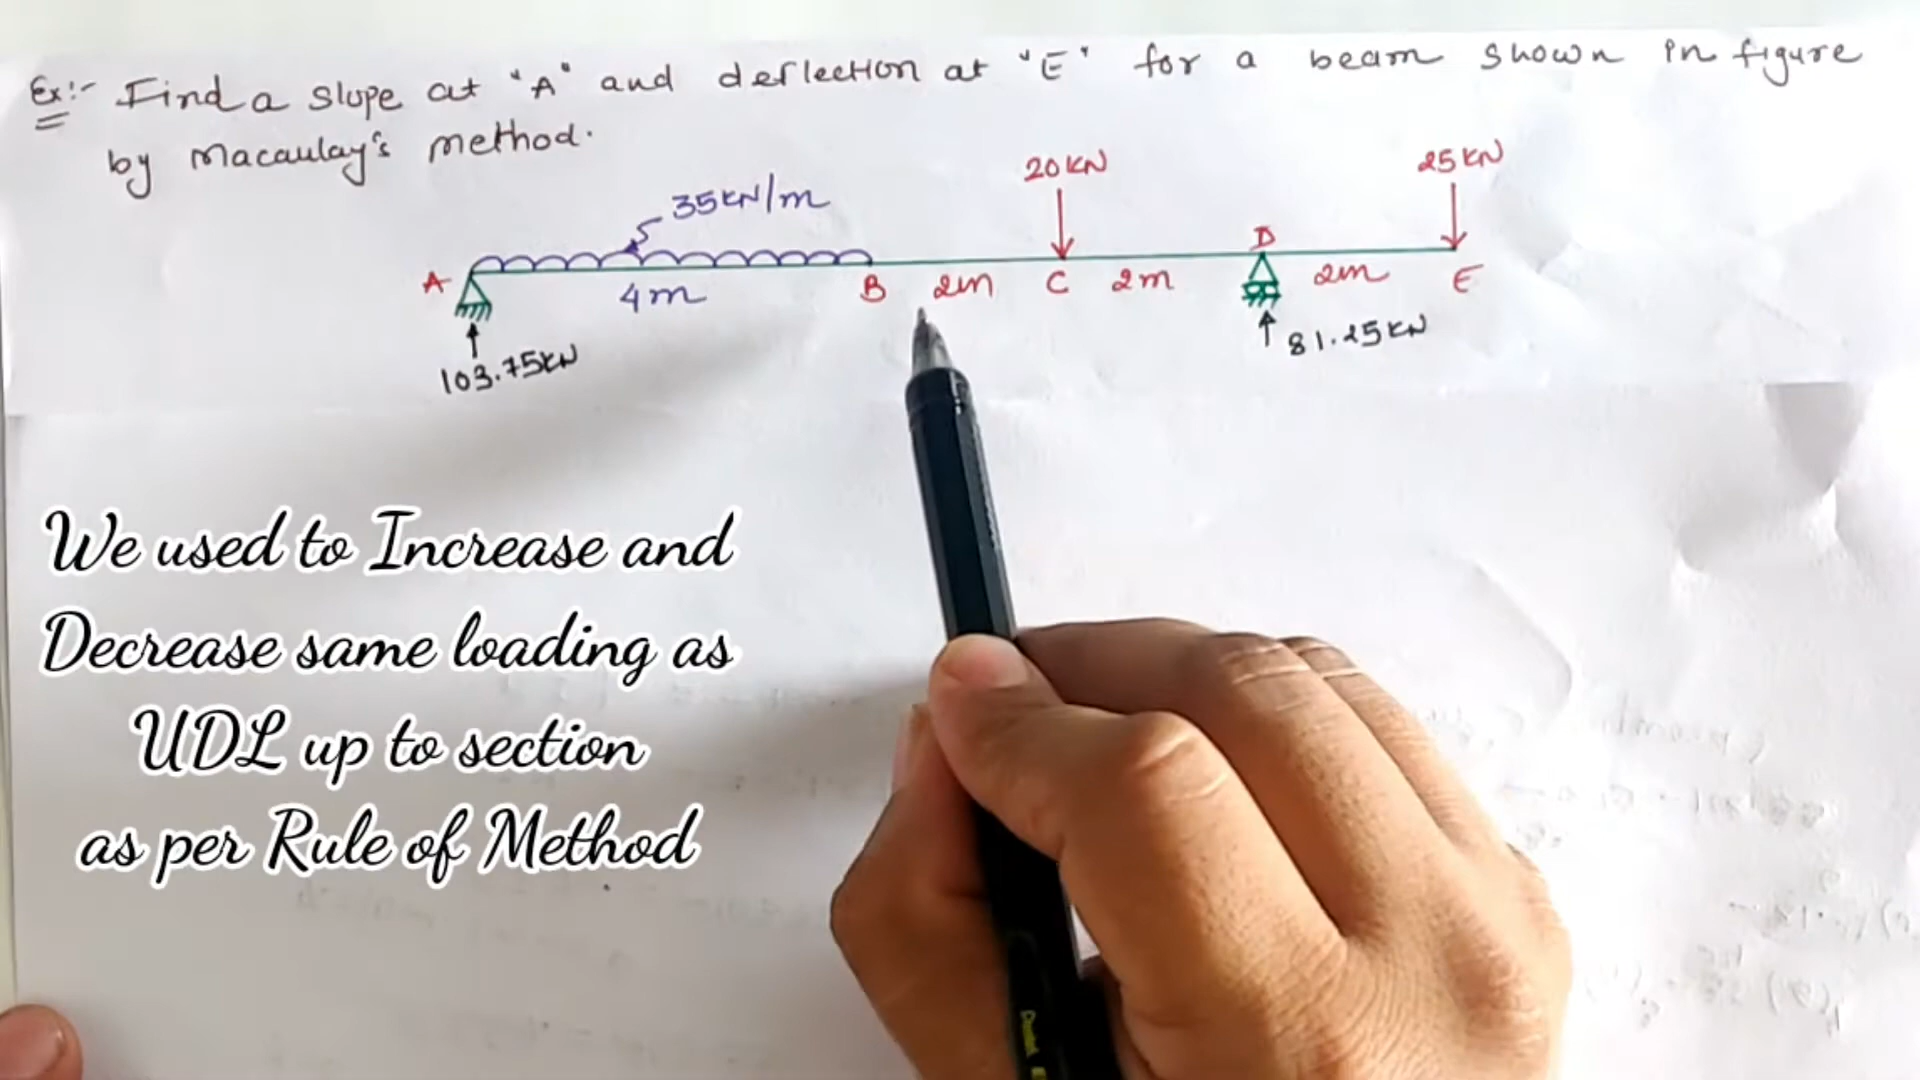 Ex:- Find a slope at "A" and deflection at "E" for a beam shown in figure
by Macaulay's method.
20KN
25KN
35KN/m
A
4m
B
2m
C
2m
D
2m
E
103.75KN
81.25KN
We used to Increase and
Decrease same loading as
UDL up to section
as per Rule of Method